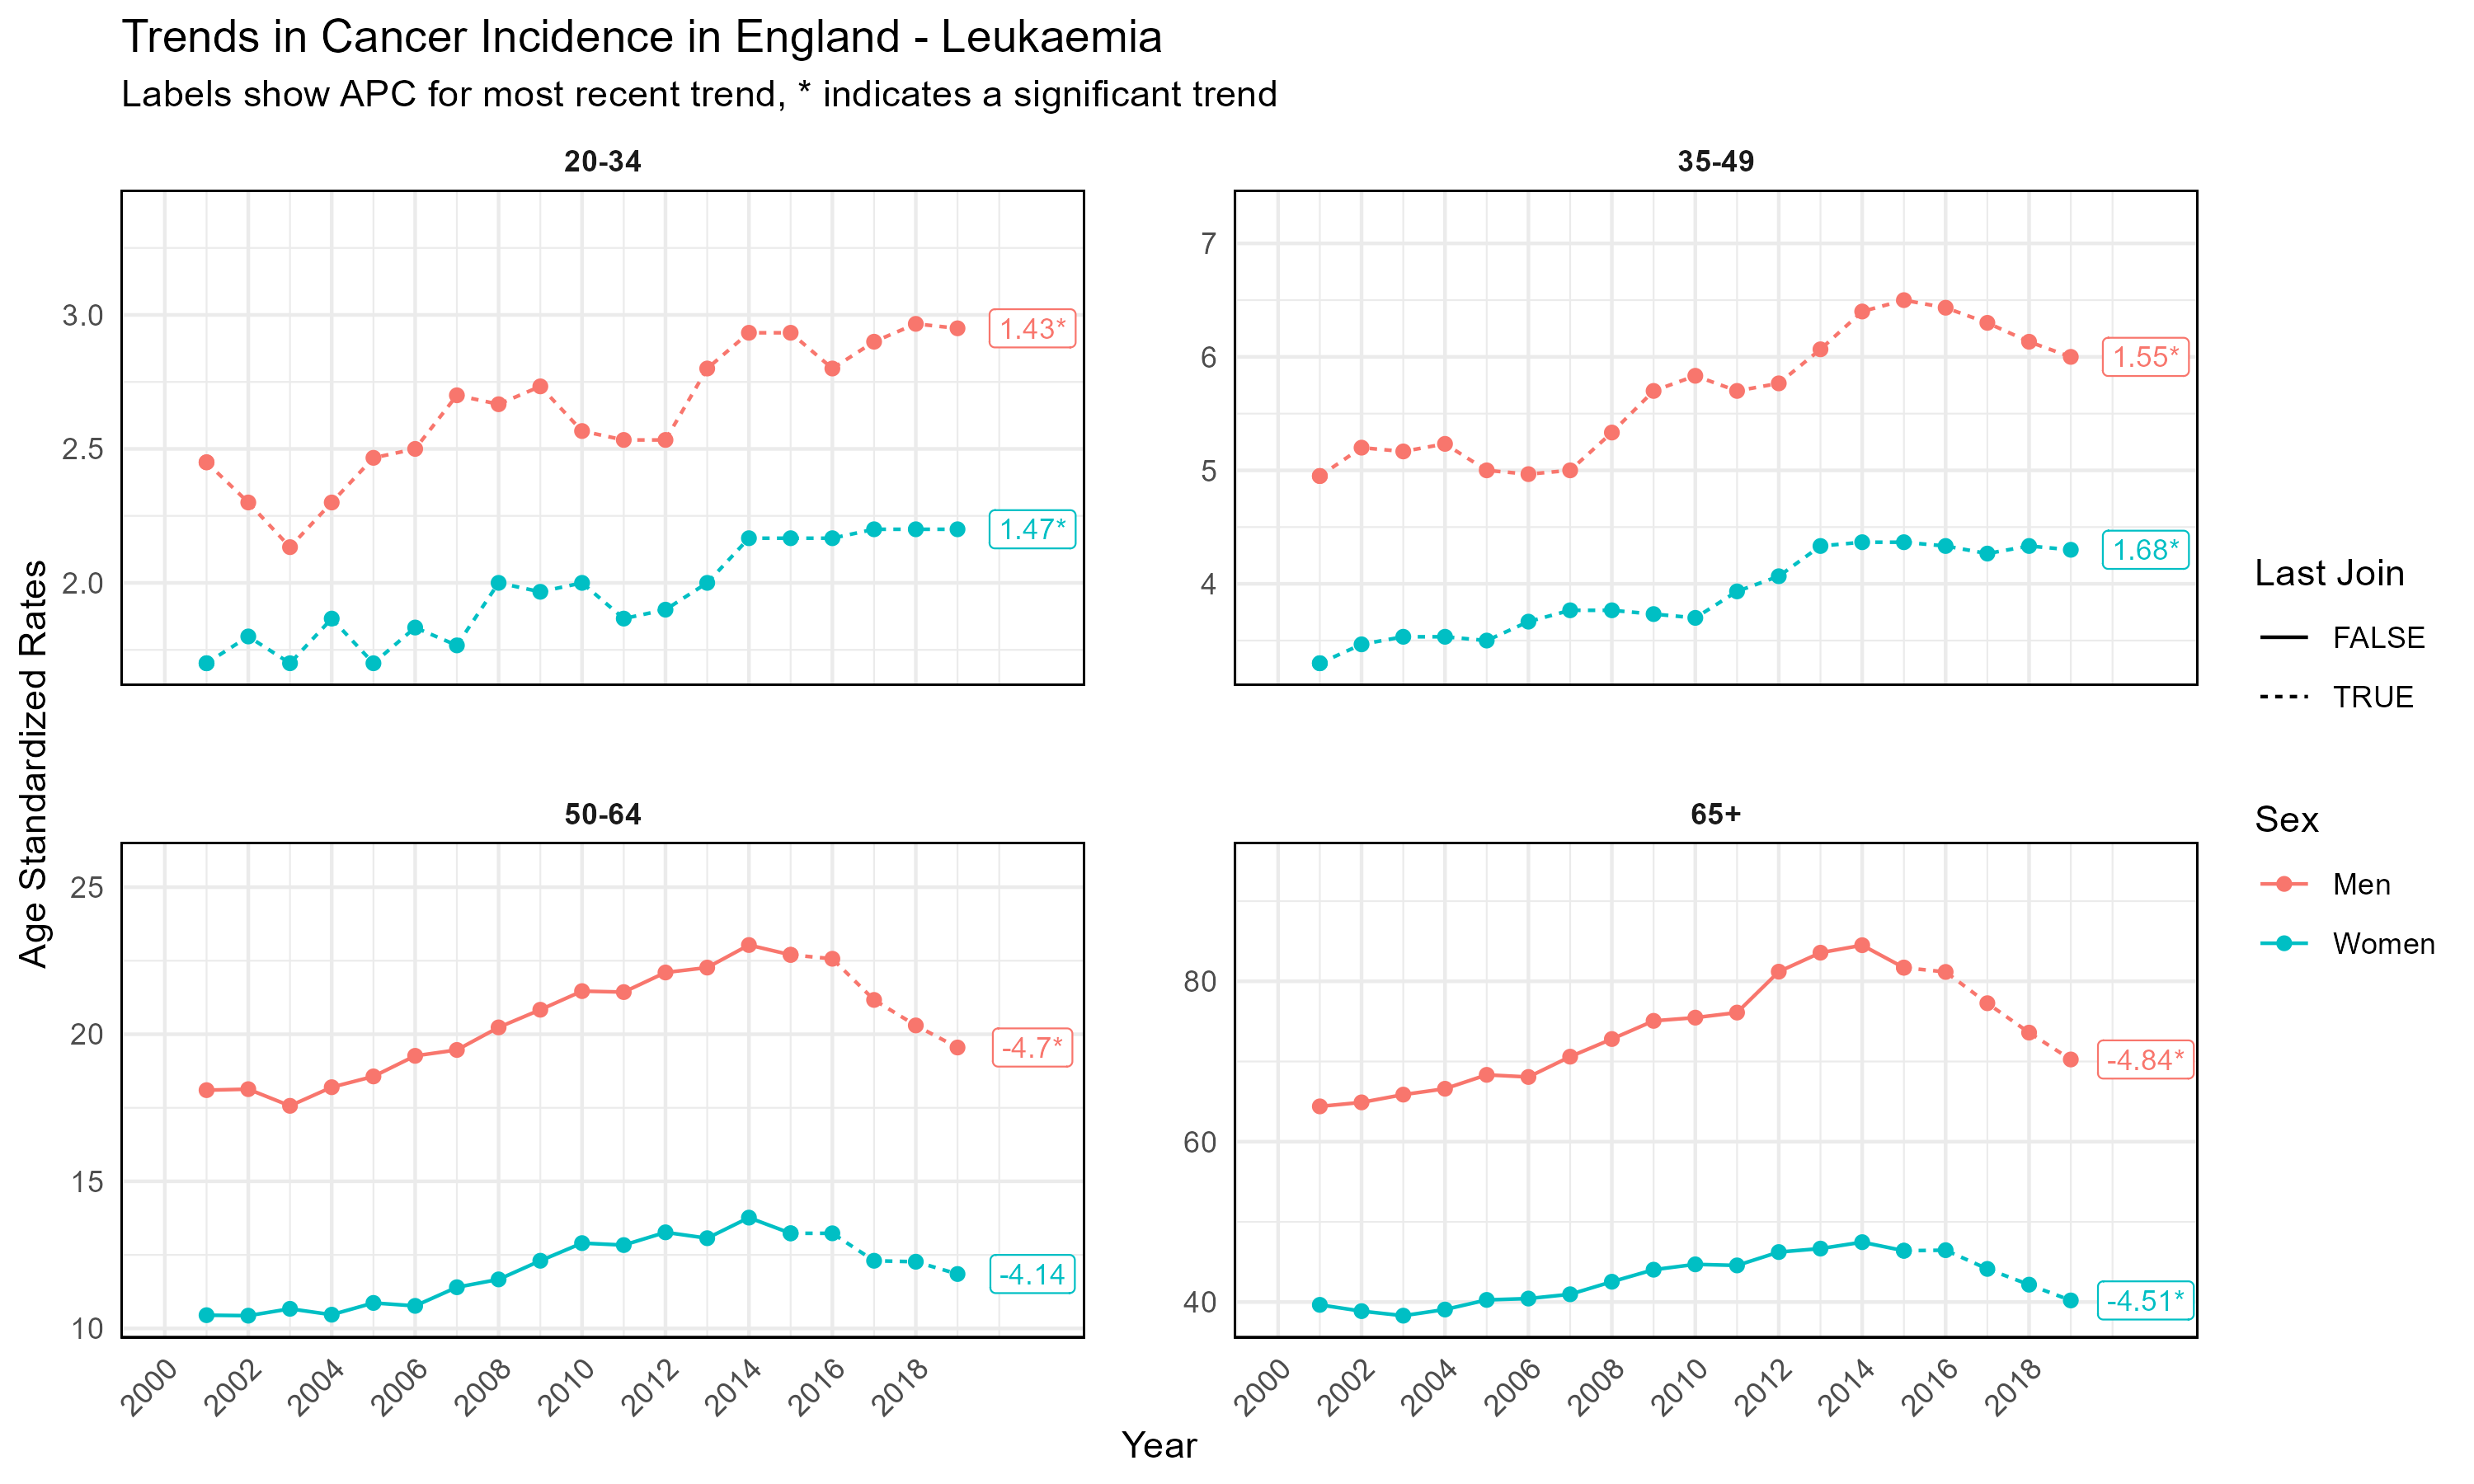 Trends in Cancer Incidence in England - Leukaemia
Labels show APC for most recent trend, * indicates a significant trend
20-34
35-49
3.0
2.5
2.0
1.43*
1.47*
7
6
5
4
1.55*
1.68*
Age Standardized Rates
50-64
65+
25
20
15
10
-4.7*
-4.14
80
60
40
-4.84*
-4.51*
2000 2002 2004 2006 2008 2010 2012 2014 2016 2018
2000 2002 2004 2006 2008 2010 2012 2014 2016 2018
Year
Last Join
FALSE
TRUE
Sex
Men
Women